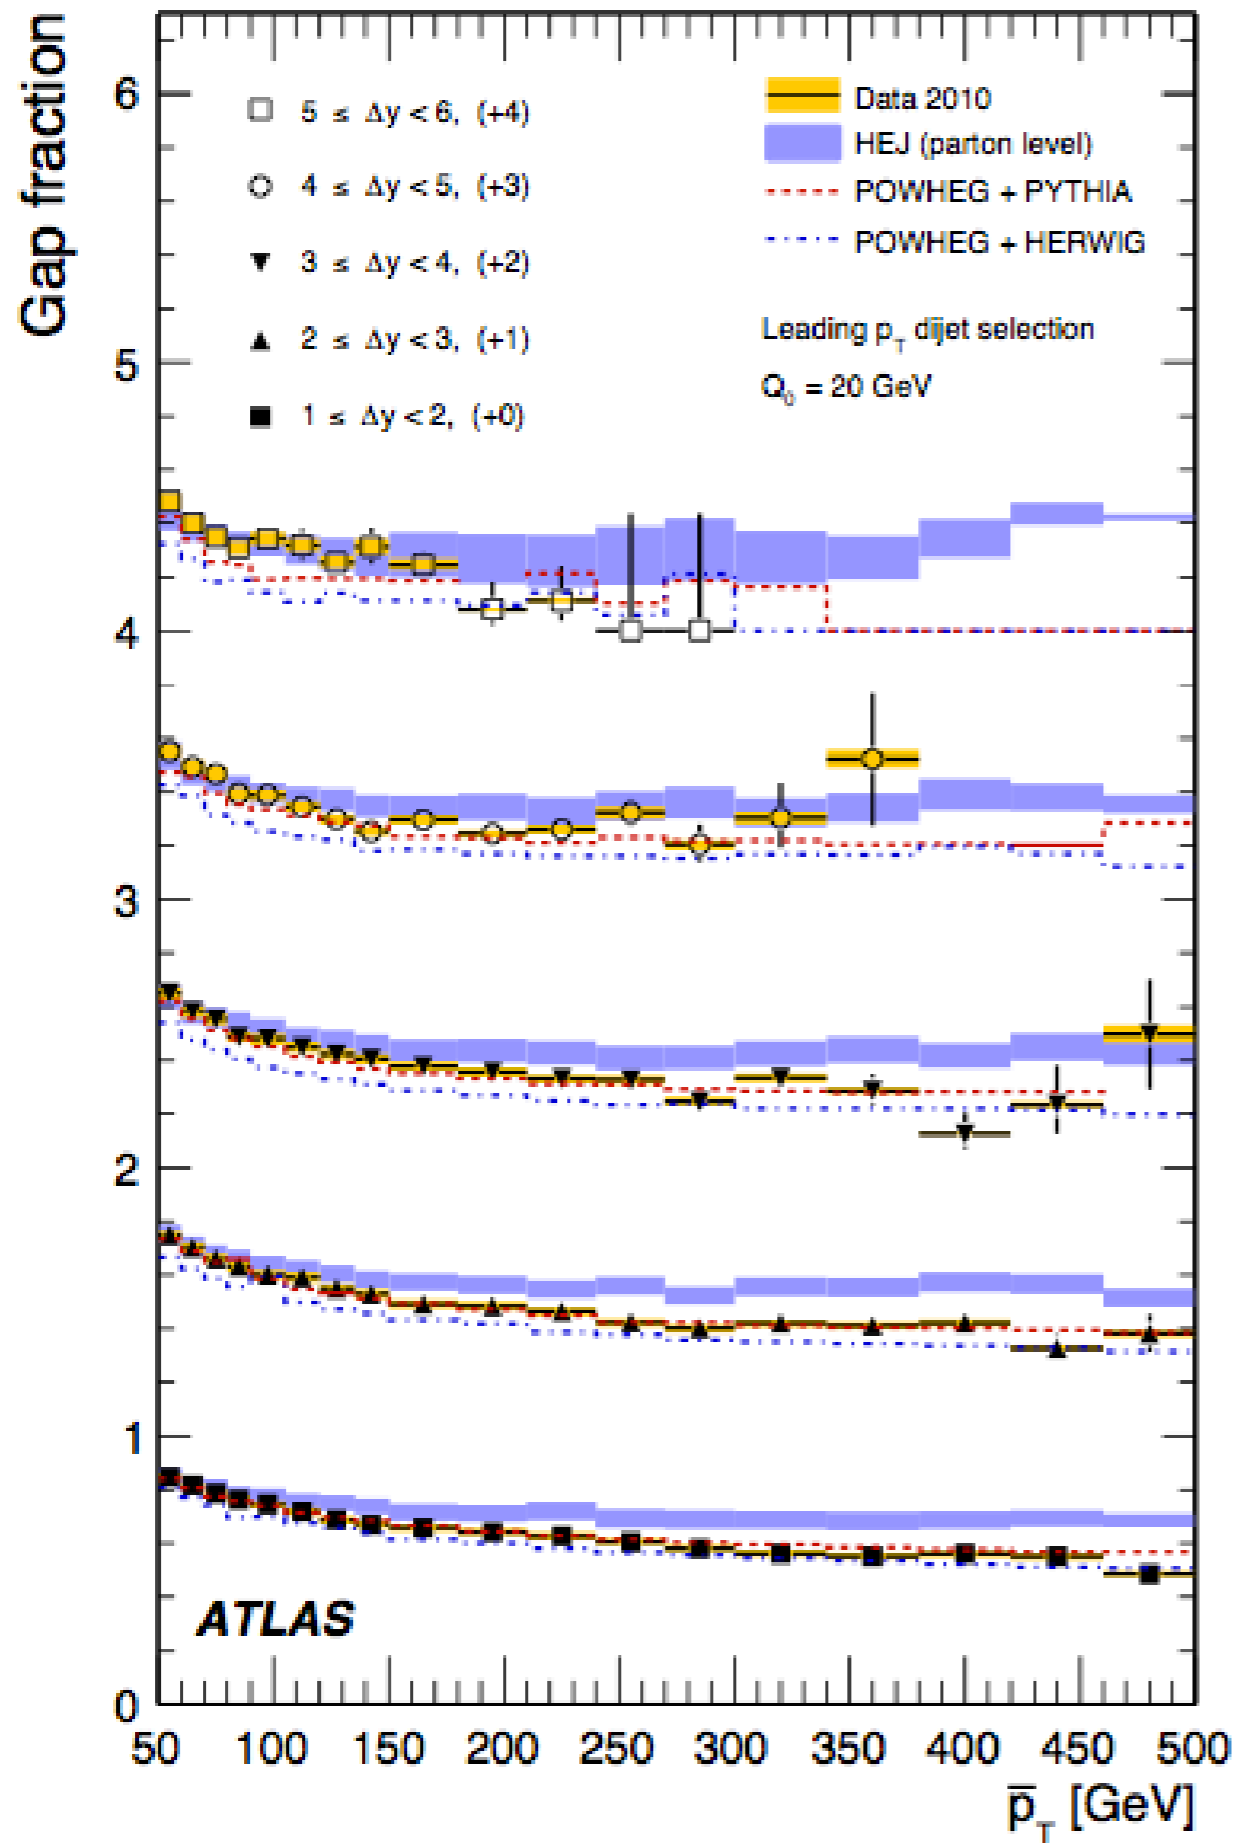 Gap fraction
6
5
4
3
2
1
0
5 ≤ Δy < 6, (+4)
4 ≤ Δy < 5, (+3)
3 ≤ Δy < 4, (+2)
2 ≤ Δy < 3, (+1)
1 ≤ Δy < 2, (+0)
Data 2010
HEJ (parton level)
POWHEG + PYTHIA
POWHEG + HERWIG
Leading p_T dijet selection
Q_0 = 20 GeV
ATLAS
50 100 150 200 250 300 350 400 450 500
p̅_T [GeV]